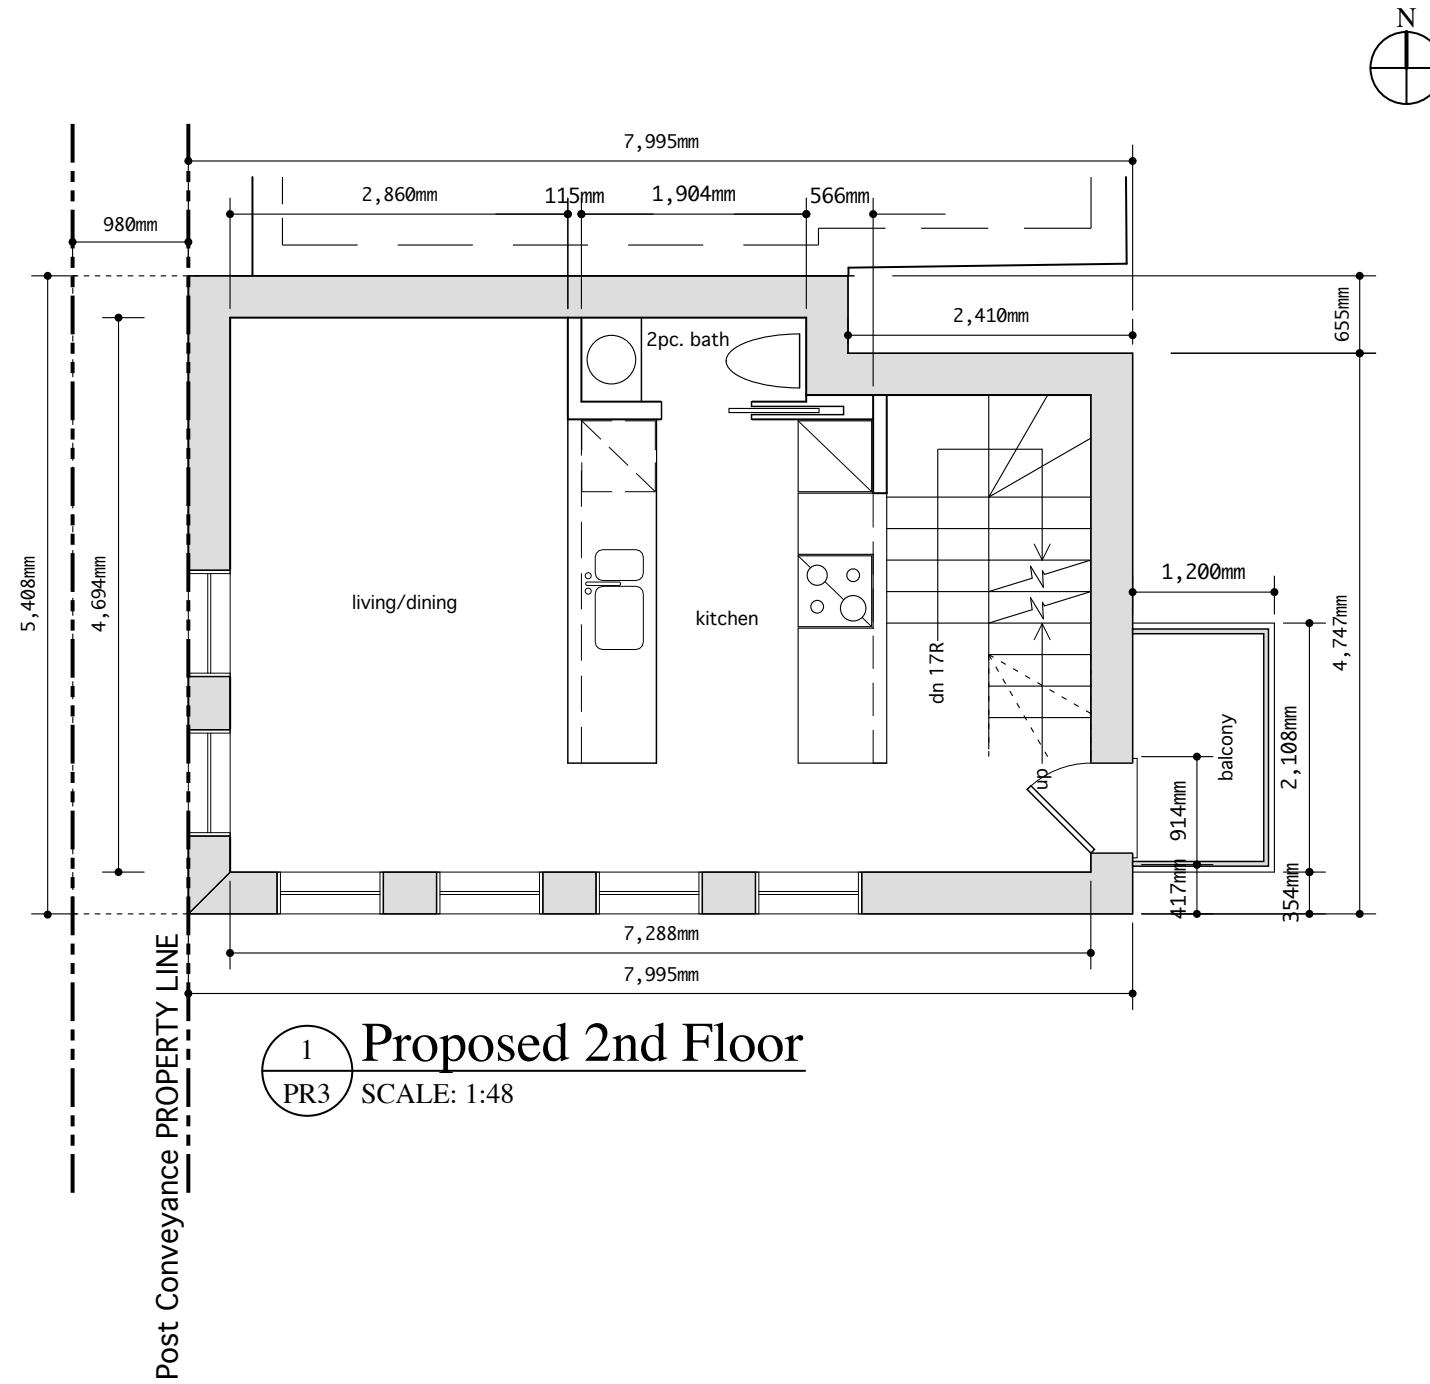 N
7,995mm
2,860mm
115mm
1,904mm
566mm
980mm
2,410mm
655mm
2pc. bath
5,408mm
4,694mm
living/dining
kitchen
dn 17R
up
1,200mm
4,747mm
balcony
2,108mm
914mm
417mm
354mm
7,288mm
7,995mm
Post Conveyance PROPERTY LINE
1
PR3
Proposed 2nd Floor
SCALE: 1:48